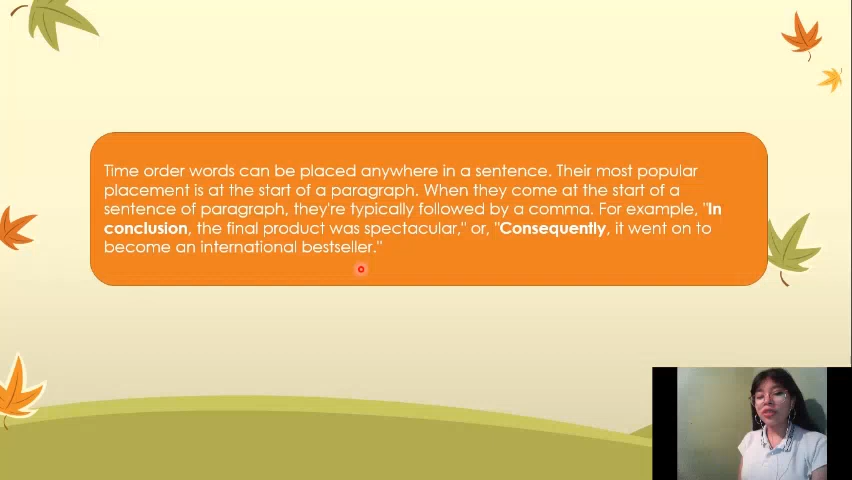 Time order words can be placed anywhere in a sentence. Their most popular
placement is at the start of a paragraph. When they come at the start of a
sentence of paragraph, they're typically followed by a comma. For example, "In
conclusion, the final product was spectacular," or, "Consequently, it went on to
become an international bestseller."